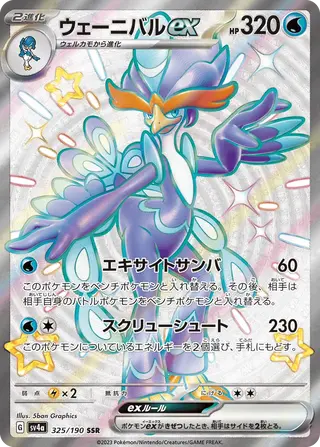 2進化
ウェーニバルex
HP320
ウェルカモから進化
エキサイトサンバ 60
このポケモンをベンチポケモンと入れ替える。その後、相手は
相手自身のバトルポケモンをベンチポケモンと入れ替える。
スクリューシュート 230
このポケモンについているエネルギーを2個選び、手札にもどす。
弱点 ×2 抵抗力 にげる
Illus. 5ban Graphics
G sv4a 325/190 SSR
exルール
ポケモンexがきぜつしたとき、相手はサイドを2枚とる。
©2023 Pokémon/Nintendo/Creatures/GAME FREAK.